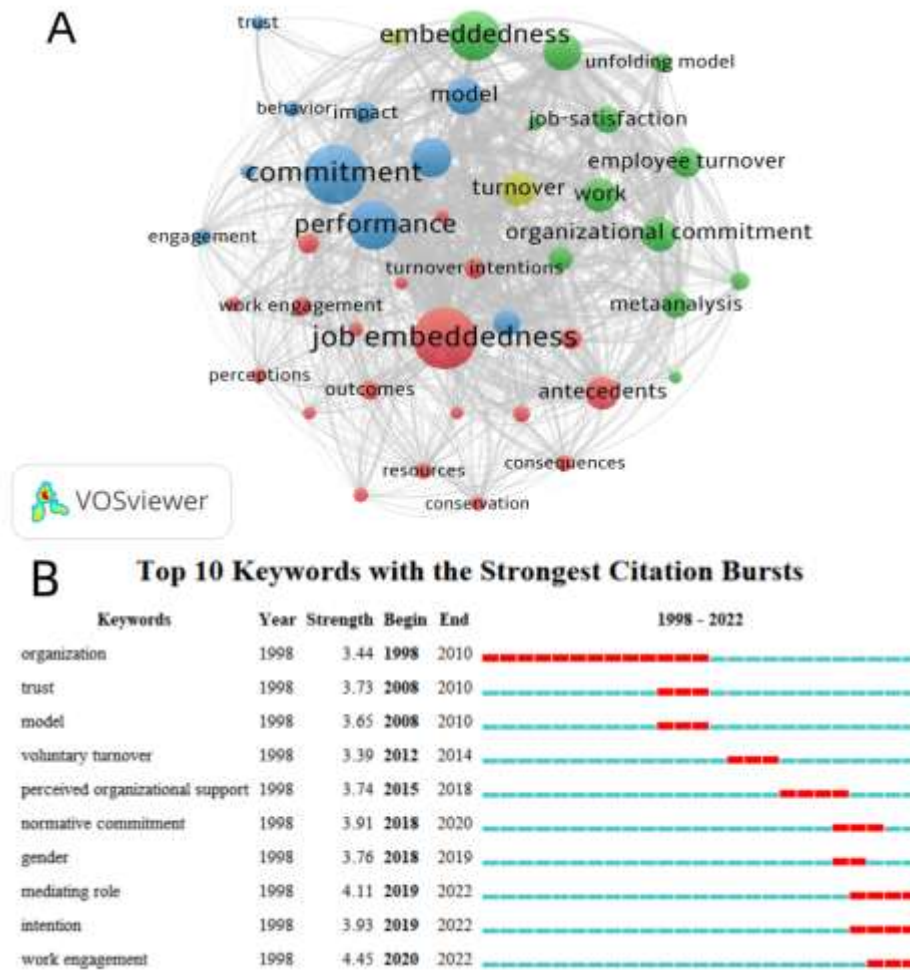 A
trust
embeddedness
unfolding model
model
behavior
impact
job-satisfaction
employee turnover
commitment
turnover
work
performance
organizational commitment
engagement
turnover intentions
work engagement
metaanalysis
job embeddedness
perceptions
outcomes
antecedents
resources
consequences
conservation
VOSviewer
B
Top 10 Keywords with the Strongest Citation Bursts
Keywords Year Strength Begin End 1998 - 2022
organization 1998 3.44 1998 2010
trust 1998 3.73 2008 2010
model 1998 3.65 2008 2010
voluntary turnover 1998 3.39 2012 2014
perceived organizational support 1998 3.74 2015 2018
normative commitment 1998 3.91 2018 2020
gender 1998 3.76 2018 2019
mediating role 1998 4.11 2019 2022
intention 1998 3.93 2019 2022
work engagement 1998 4.45 2020 2022